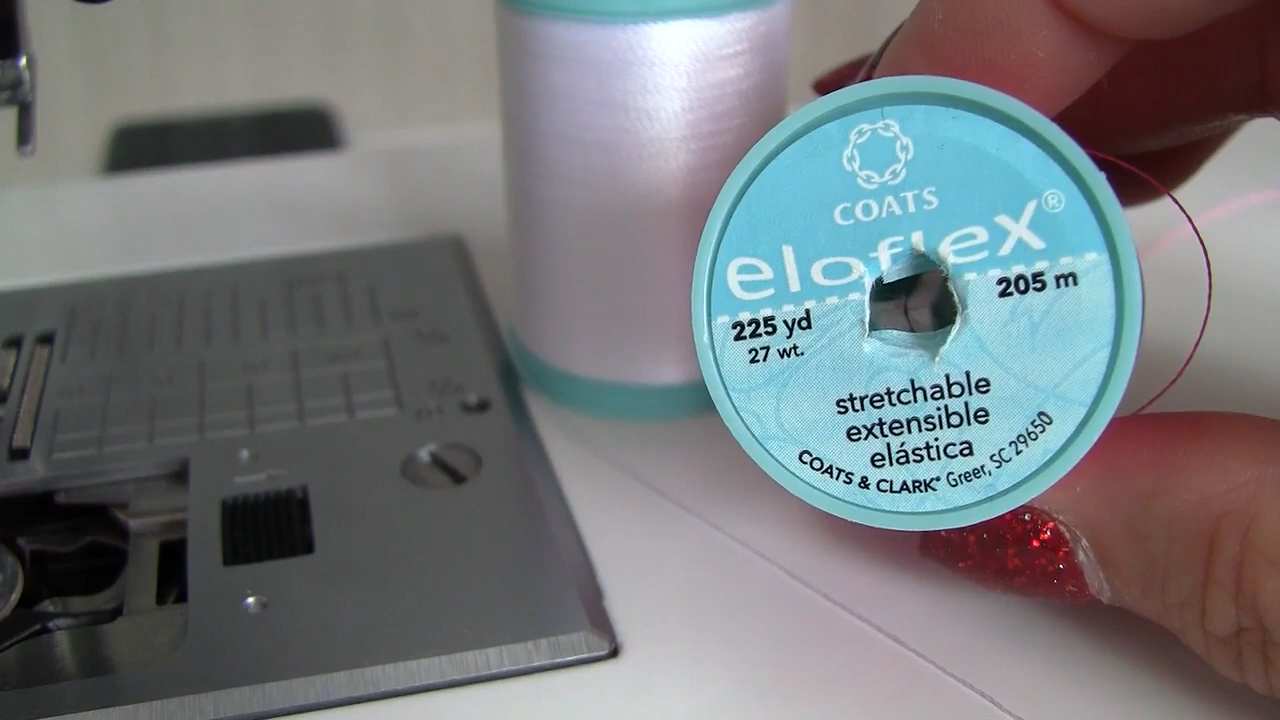 COATS
eloflex®
225 yd
205 m
27 wt.
stretchable
extensible
elástica
COATS & CLARK® Greer, SC 29650